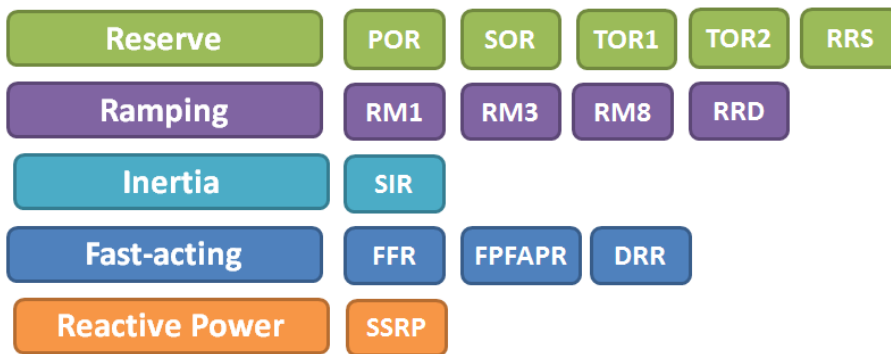 Reserve POR SOR TOR1 TOR2 RRS
Ramping RM1 RM3 RM8 RRD
Inertia SIR
Fast-acting FFR FPFAPR DRR
Reactive Power SSRP